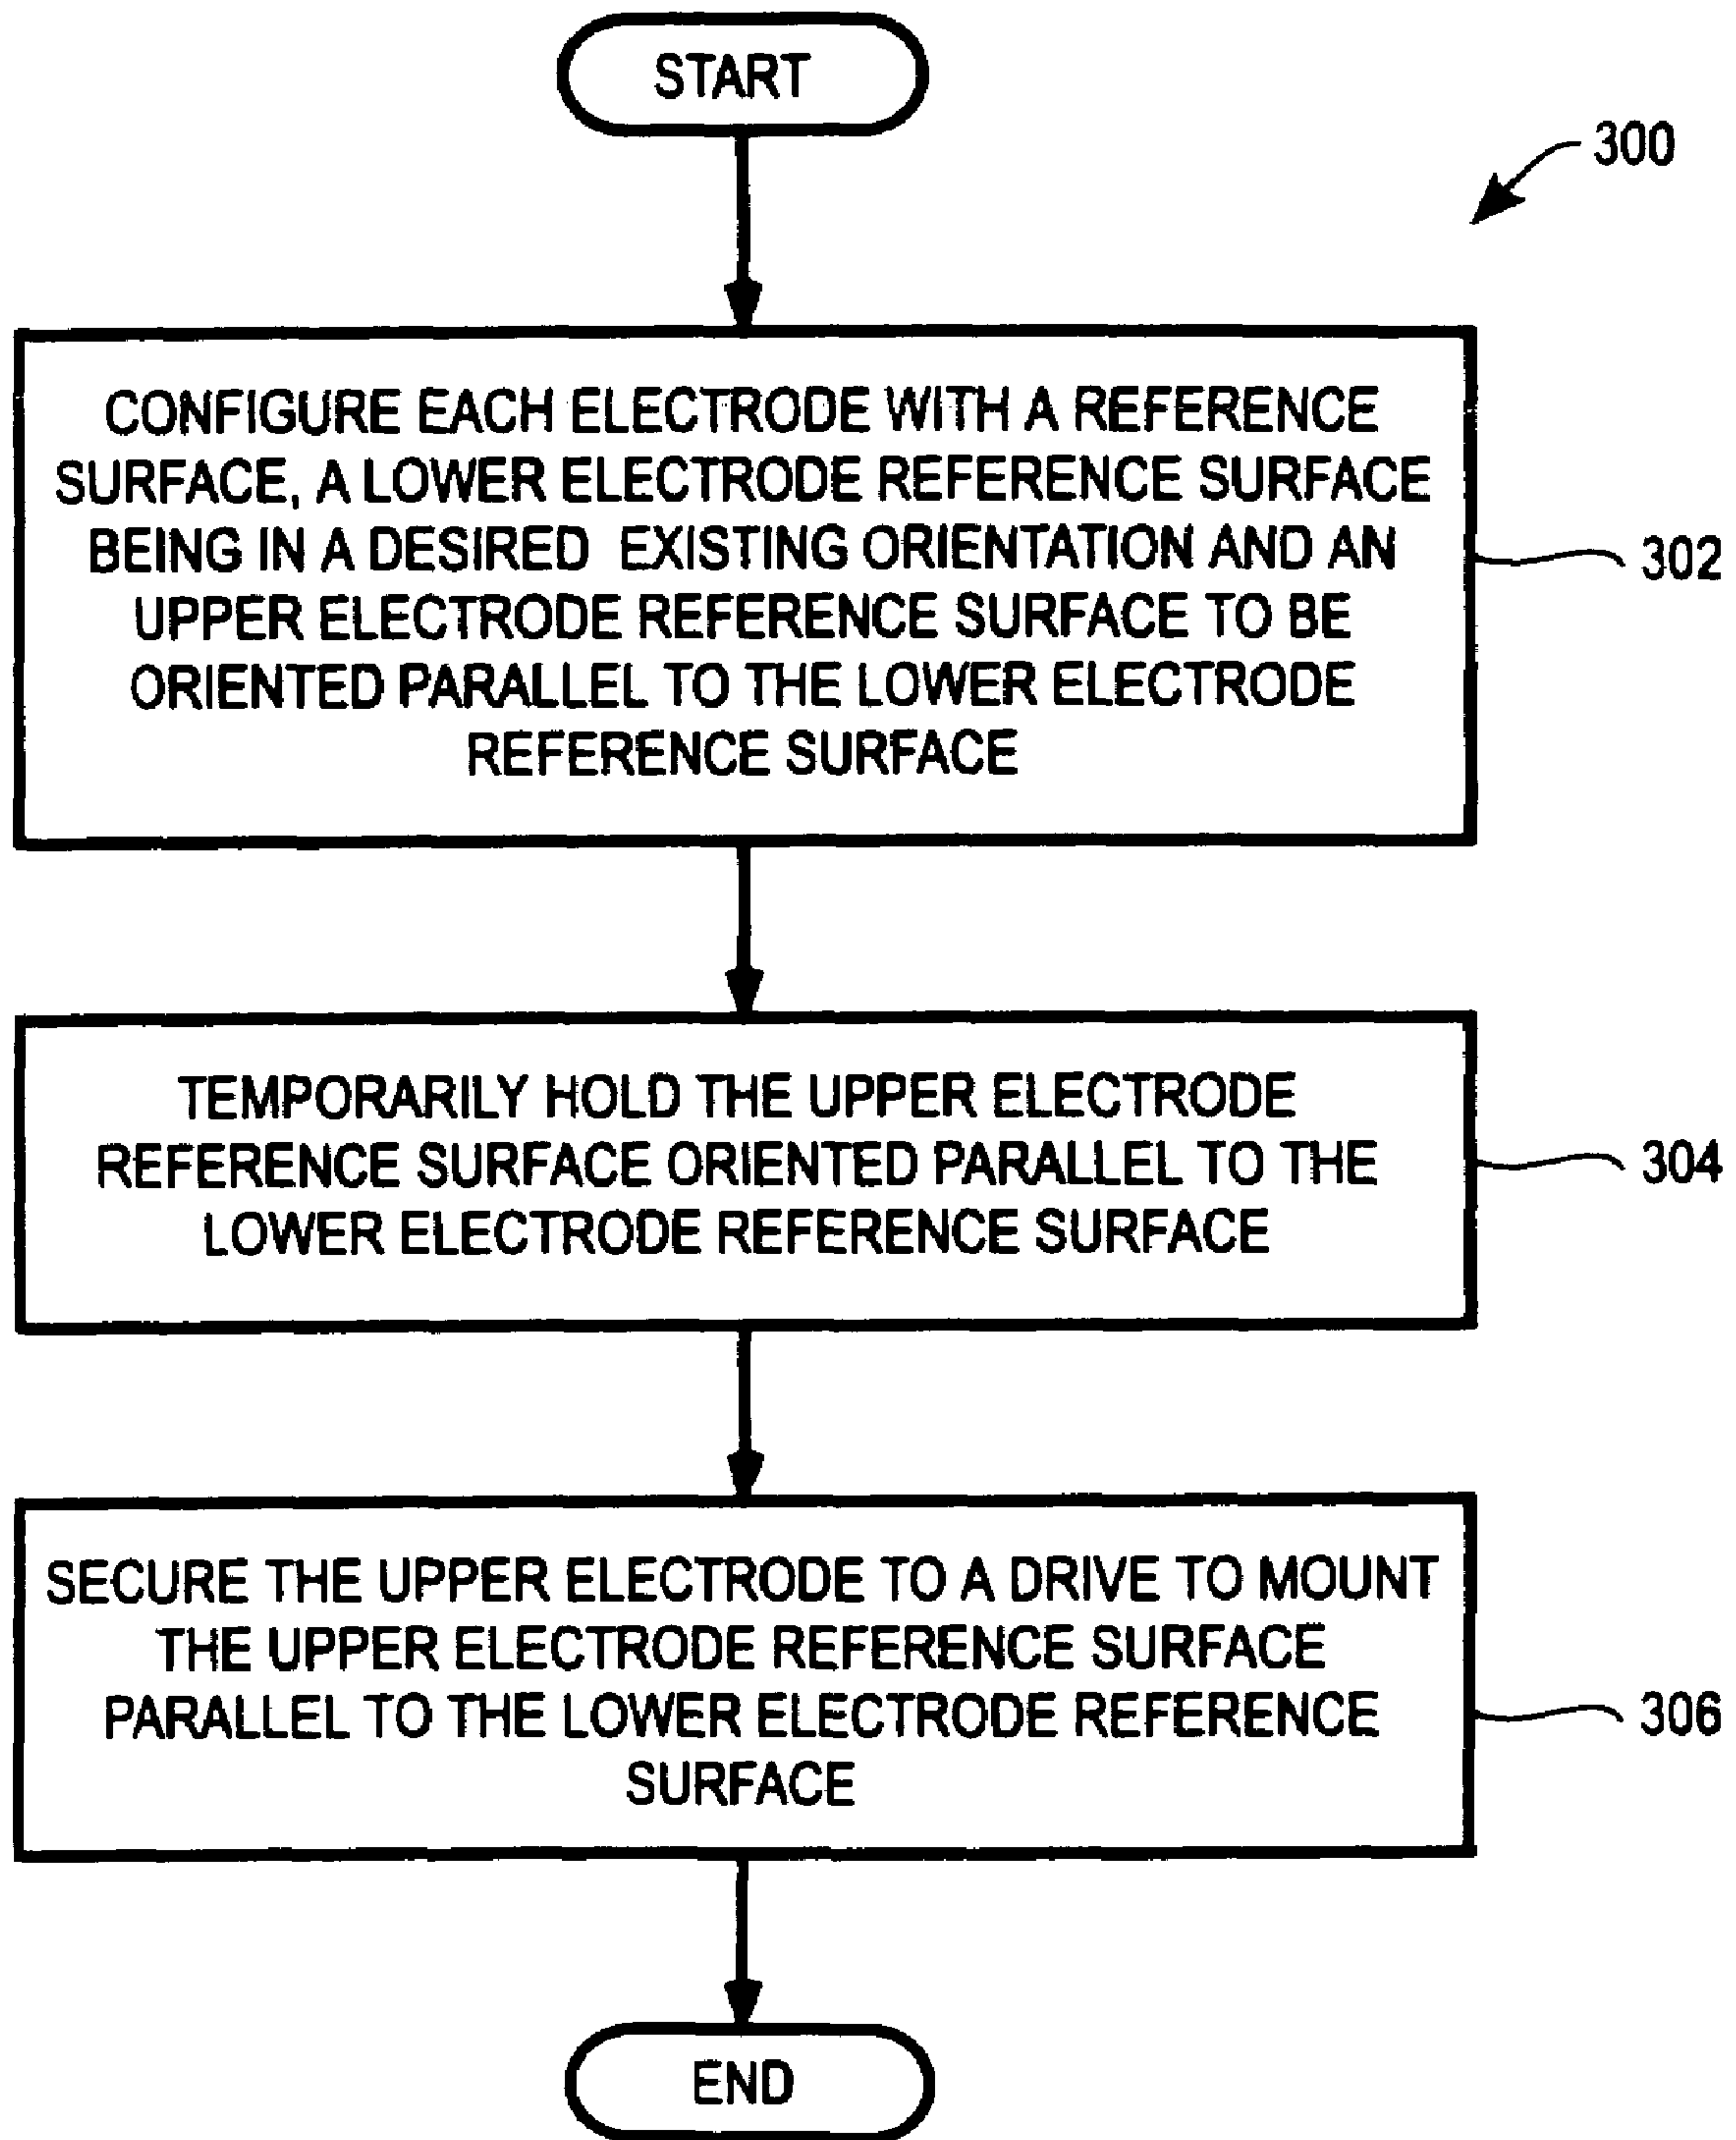 START
300
CONFIGURE EACH ELECTRODE WITH A REFERENCE
SURFACE, A LOWER ELECTRODE REFERENCE SURFACE
BEING IN A DESIRED EXISTING ORIENTATION AND AN
UPPER ELECTRODE REFERENCE SURFACE TO BE
ORIENTED PARALLEL TO THE LOWER ELECTRODE
REFERENCE SURFACE
302
TEMPORARILY HOLD THE UPPER ELECTRODE
REFERENCE SURFACE ORIENTED PARALLEL TO THE
LOWER ELECTRODE REFERENCE SURFACE
304
SECURE THE UPPER ELECTRODE TO A DRIVE TO MOUNT
THE UPPER ELECTRODE REFERENCE SURFACE
PARALLEL TO THE LOWER ELECTRODE REFERENCE
SURFACE
306
END